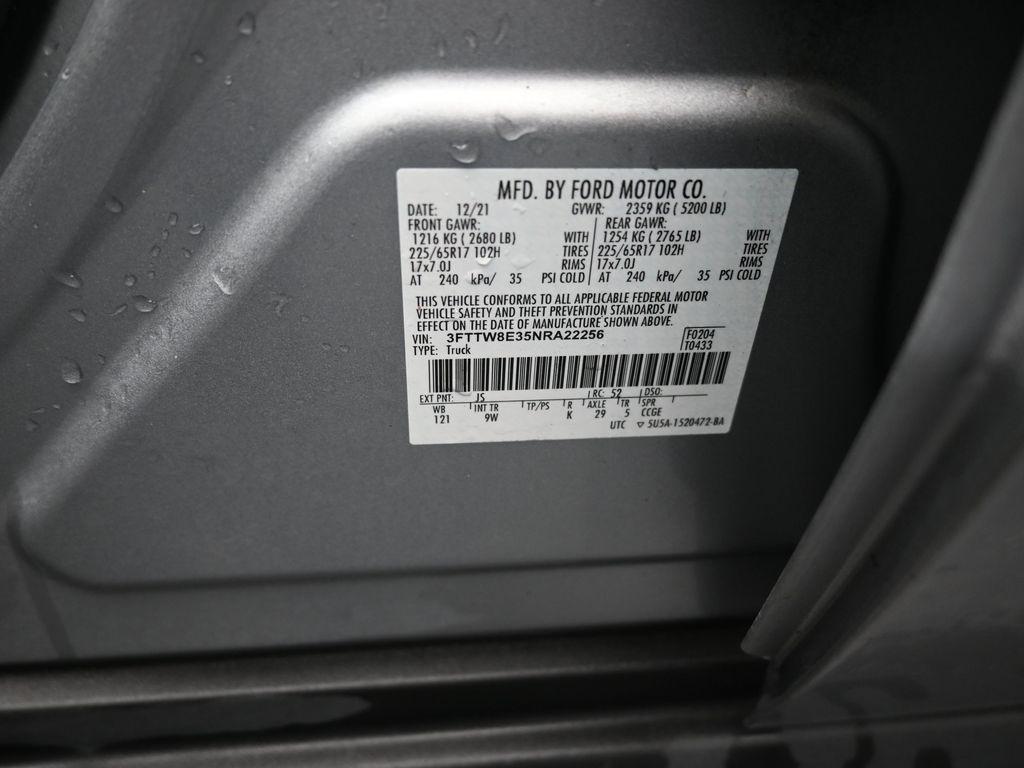 MFD. BY FORD MOTOR CO.
DATE: 12/21 GVWR: 2359 KG ( 5200 LB)
FRONT GAWR: REAR GAWR:
1216 KG ( 2680 LB) WITH 1254 KG ( 2765 LB) WITH
225/65R17 102H TIRES 225/65R17 102H TIRES
17x7.0J RIMS 17x7.0J RIMS
AT 240 kPa/ 35 PSI COLD AT 240 kPa/ 35 PSI COLD
THIS VEHICLE CONFORMS TO ALL APPLICABLE FEDERAL MOTOR
VEHICLE SAFETY AND THEFT PREVENTION STANDARDS IN
EFFECT ON THE DATE OF MANUFACTURE SHOWN ABOVE.
VIN: 3FTTW8E35NRA22256 F0204
TYPE: Truck T0433
EXT PNT: JS RC: 52 DSO:
WB INT TR TP/PS R AXLE TR SPR
121 9W K 29 5 CCGE
UTC ▽ 5U5A-1520472-BA